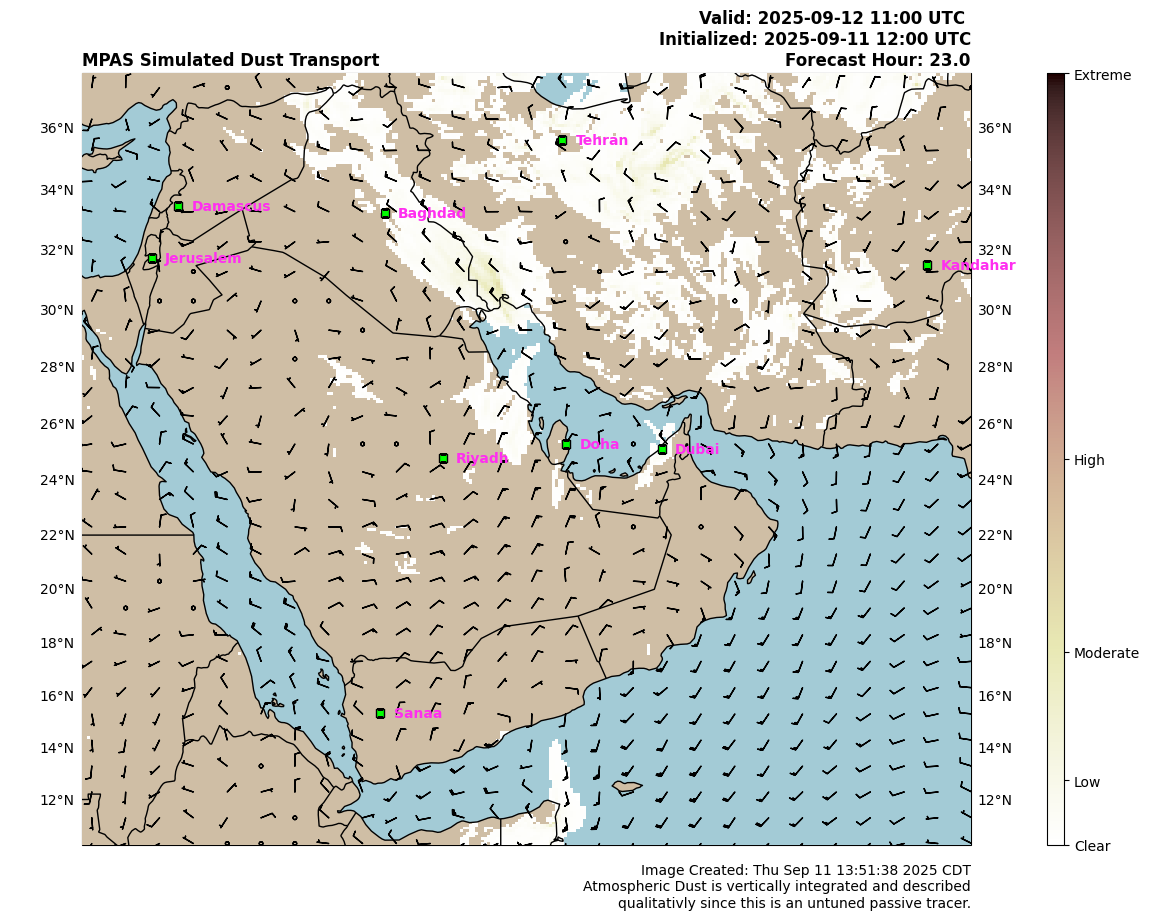 Valid: 2025-09-12 11:00 UTC
Initialized: 2025-09-11 12:00 UTC
MPAS Simulated Dust Transport Forecast Hour: 23.0
Extreme
36°N Tehran 36°N
34°N Damascus Baghdad 34°N
32°N Jerusalem 32°N Kandahar
30°N 30°N
28°N 28°N
26°N Doha Dubai 26°N
Riyadh High
24°N 24°N
22°N 22°N
20°N 20°N
18°N 18°N
Moderate
16°N Sanaa 16°N
14°N 14°N
Low
12°N 12°N
Clear
Image Created: Thu Sep 11 13:51:38 2025 CDT
Atmospheric Dust is vertically integrated and described
qualitativly since this is an untuned passive tracer.